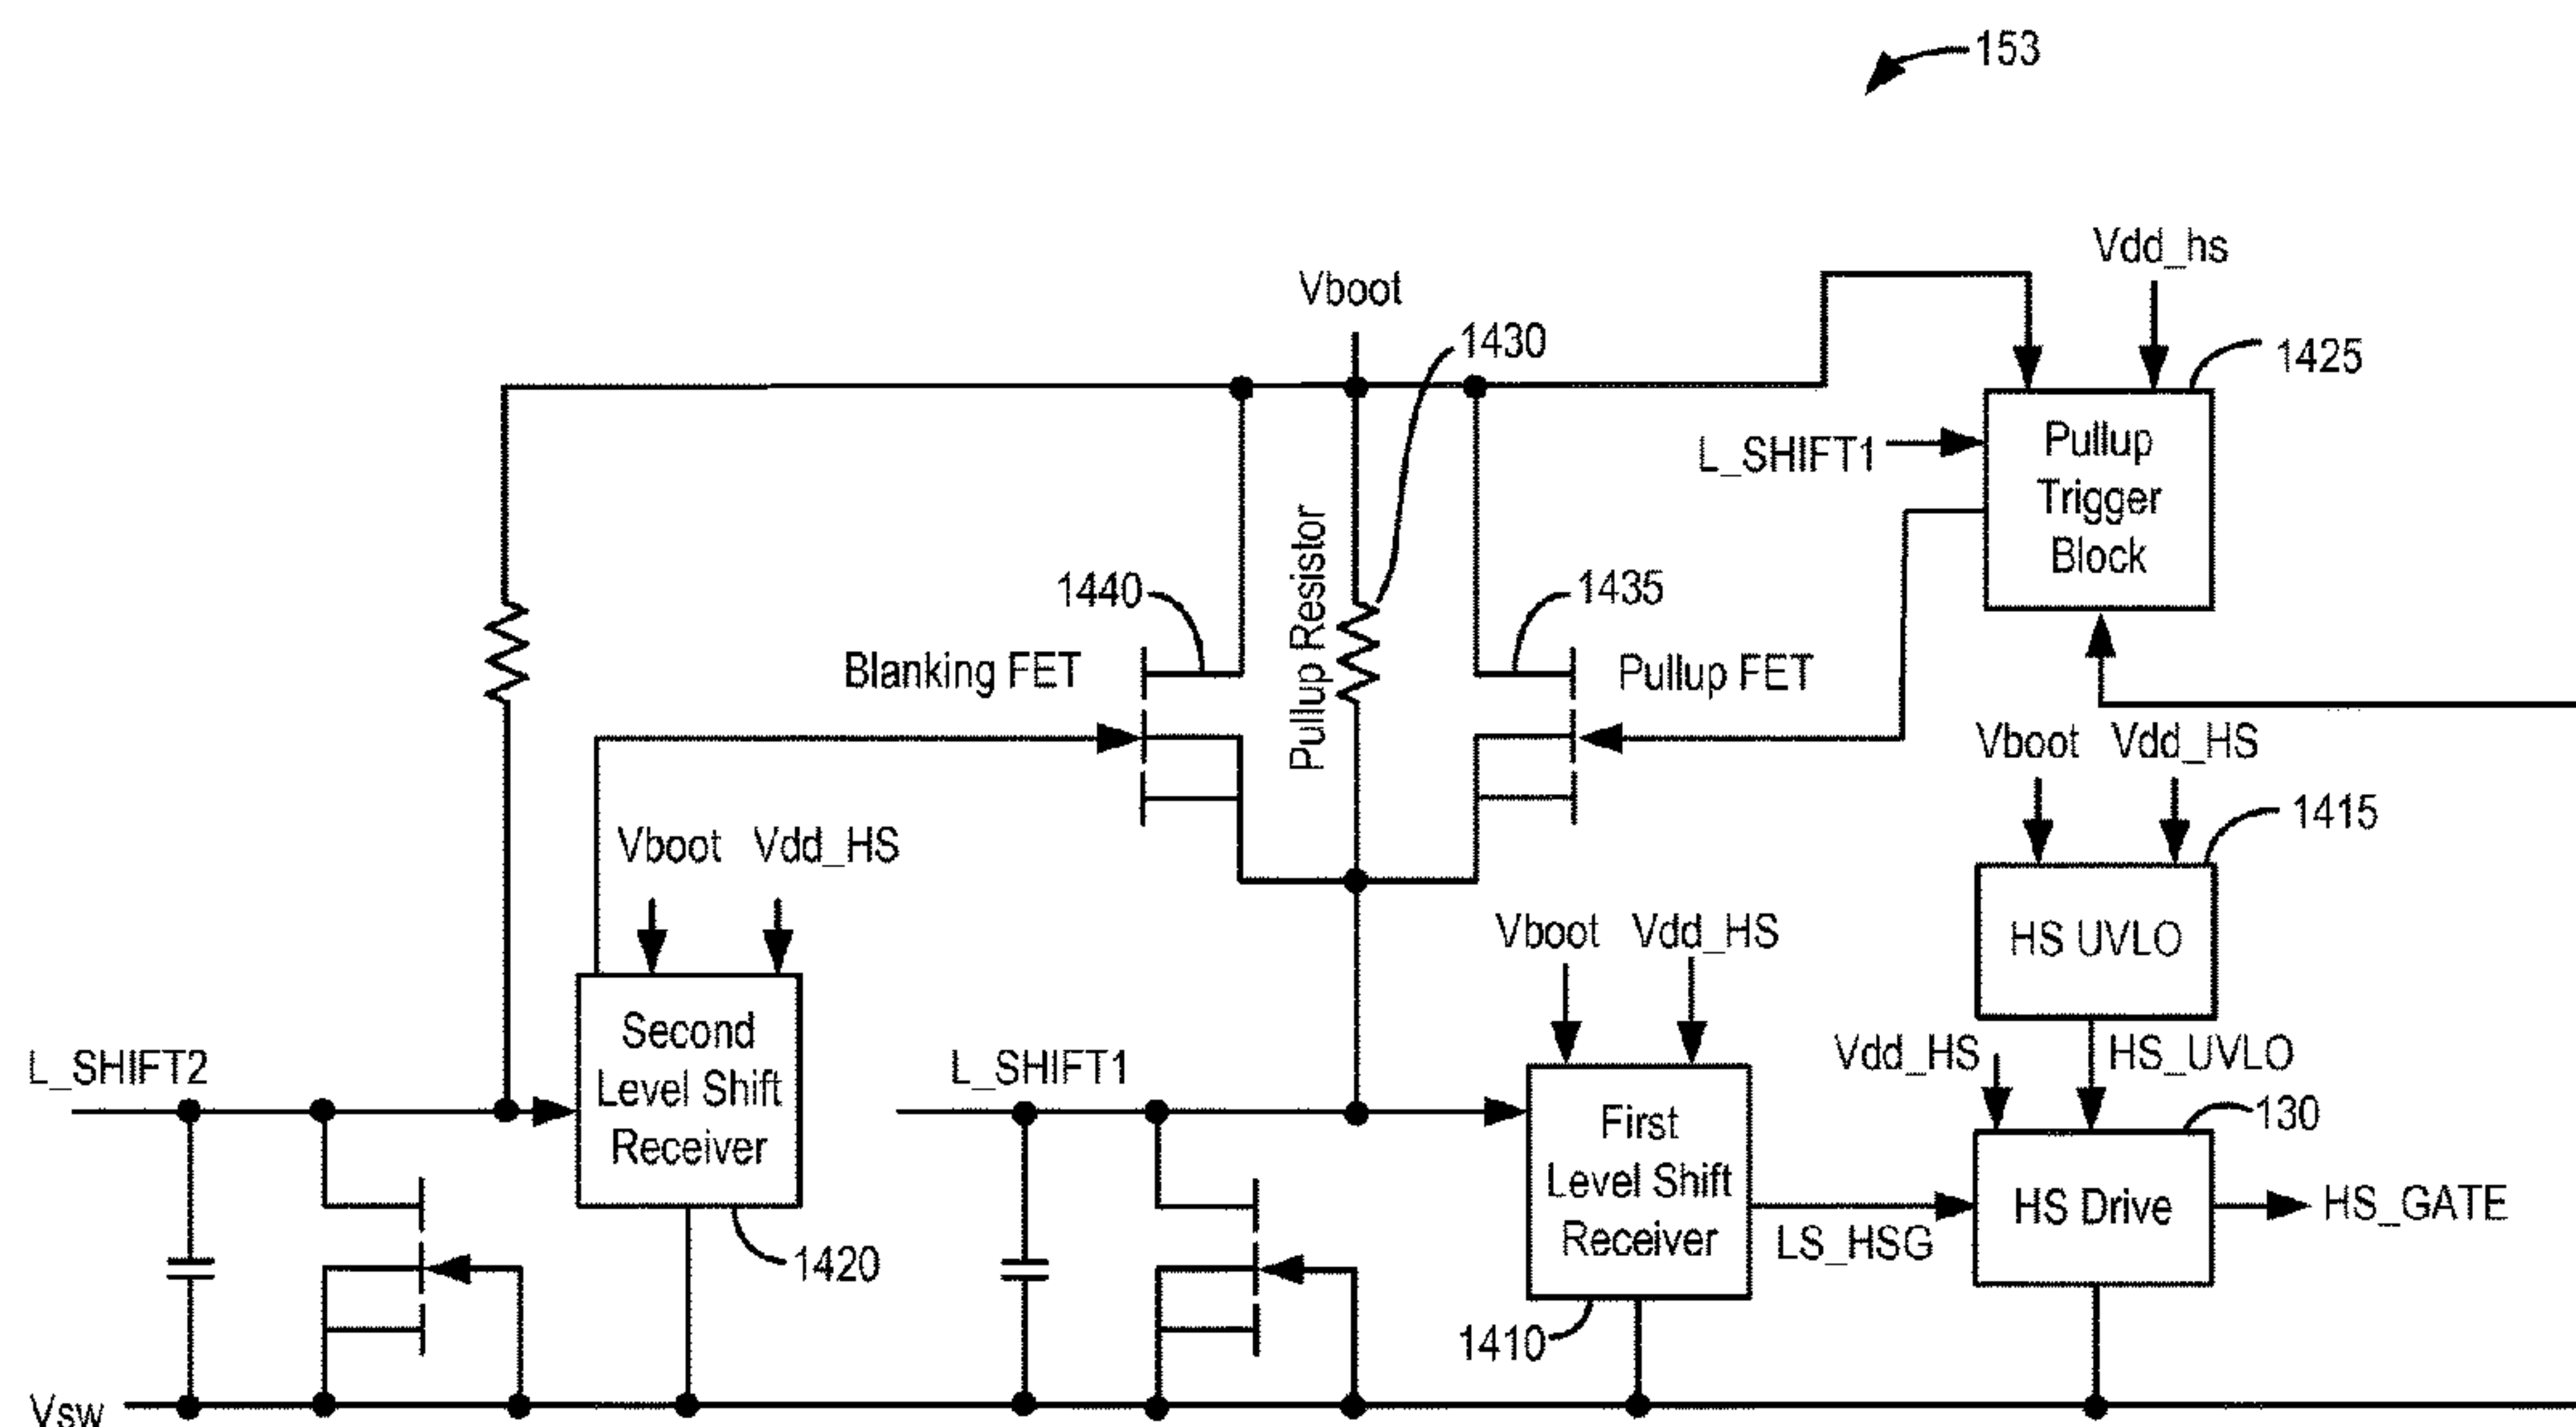 153
Vdd_hs
Vboot
1430
1425
Pullup
Trigger
Block
L_SHIFT1
Pullup Resistor
1440
1435
Blanking FET
Pullup FET
Vboot Vdd_HS
1415
Vboot Vdd_HS
Vboot Vdd_HS
HS UVLO
Second
Level Shift
Receiver
L_SHIFT2
L_SHIFT1
Vdd_HS
HS_UVLO
130
First
Level Shift
Receiver
HS Drive
HS_GATE
LS_HSG
1420
1410
Vsw